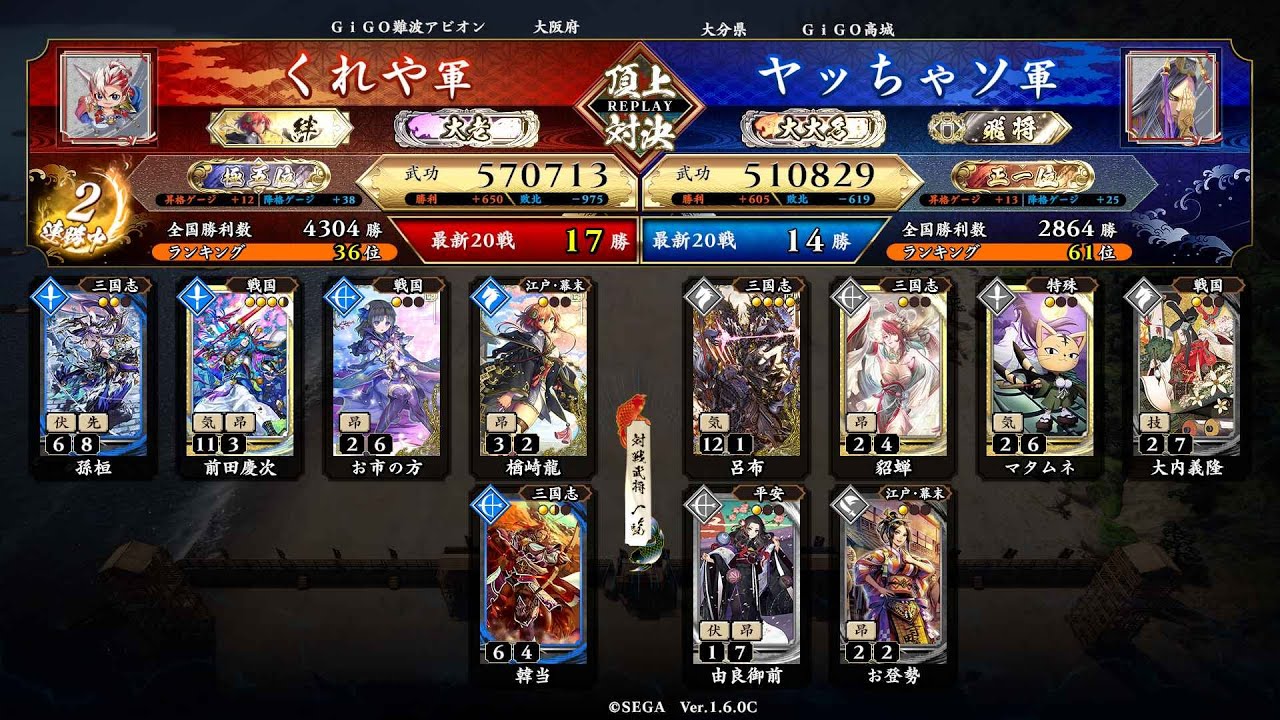 GiGO難波アビオン 大阪府 大分県 GiGO高城
くれや軍 頂上 REPLAY 対決 ヤッちゃソ軍
絆 大老 大大名 飛将
2連勝中
極五位 武功 570713 武功 510829 正一位
昇格ゲージ +12 降格ゲージ +38 勝利 +650 敗北 -975 勝利 +605 敗北 -619 昇格ゲージ +13 降格ゲージ +25
全国勝利数 4304勝 最新20戦 17勝 最新20戦 14勝 全国勝利数 2864勝
ランキング 36位 ランキング 61位
三国志 戦国 戦国 江戸・幕末 三国志 三国志 特殊 戦国
伏 先 気 昂 昂 昂 気 昂 気 技
6 8 11 3 2 6 3 2 12 1 2 4 2 6 2 7
孫桓 前田慶次 お市の方 楢崎龍 呂布 貂蝉 マタムネ 大内義隆
対戦武将一覧
三国志 平安 江戸・幕末
伏 昂 昂
6 4 1 7 2 2
韓当 由良御前 お登勢
©SEGA Ver.1.6.0C